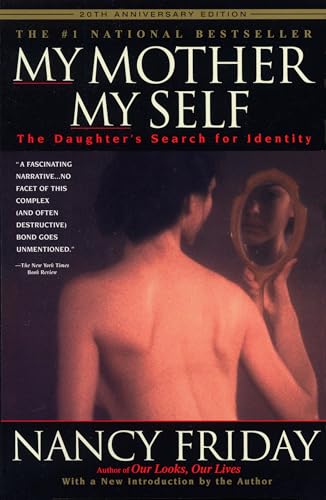 20TH ANNIVERSARY EDITION
THE #1 NATIONAL BESTSELLER
MY MOTHER
MY SELF
The Daughter's Search for Identity
"A FASCINATING
NARRATIVE...NO
FACET OF THIS
COMPLEX
(AND OFTEN
DESTRUCTIVE)
BOND GOES
UNMENTIONED."
—The New York Times
Book Review
NANCY FRIDAY
Author of Our Looks, Our Lives
With a New Introduction by the Author